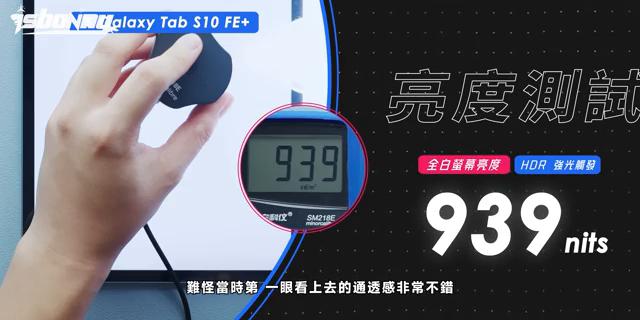 Galaxy Tab S10 FE+
亮度測試
939
cd/m²
SM218E
全白螢幕亮度
HDR 強光觸發
939 nits
難怪當時第一眼看上去的通透感非常不錯